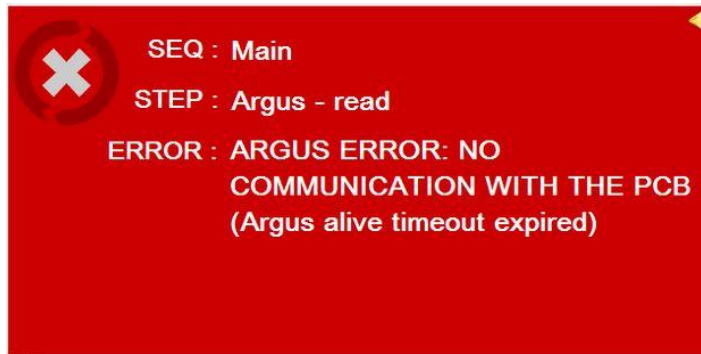 SEQ : Main
STEP : Argus - read
ERROR : ARGUS ERROR: NO
COMMUNICATION WITH THE PCB
(Argus alive timeout expired)